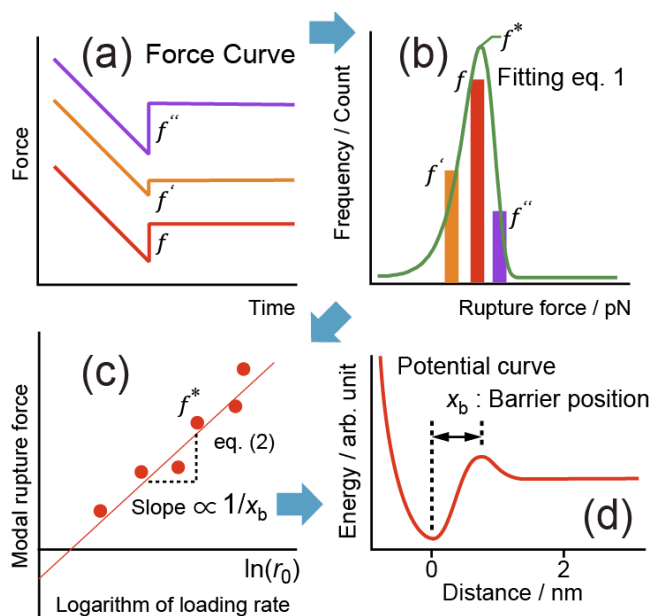 (a) Force Curve
Force
f‘‘
f‘
f
Time
(b)
f*
Fitting eq. 1
f
f‘
f‘‘
Frequency / Count
Rupture force / pN
(c)
Modal rupture force
f*
eq. (2)
Slope ∝ 1/xb
ln(r0)
Logarithm of loading rate
Potential curve
xb : Barrier position
Energy / arb. unit
(d)
0 2
Distance / nm